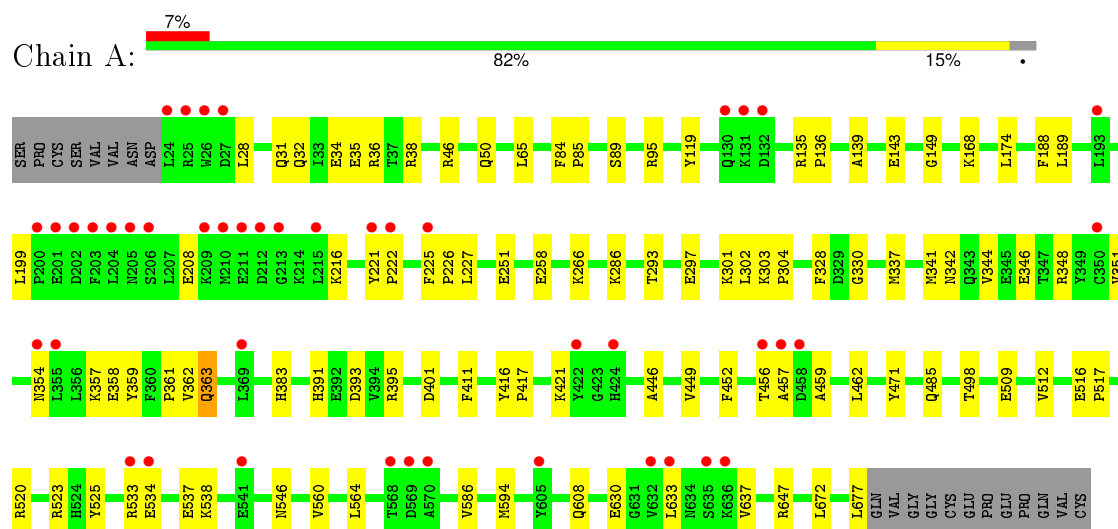 7%
Chain A:
82% 15% •
SER PRO CYS SER VAL VAL ASN ASP L24 R25 W26 D27 L28 Q31 Q32 I33 E34 E35 R36 T37 R38 R46 Q50 L65 F84 P85 S89 R95 Y119 Q130 K131 D132 R135 P136 A139 E143 G149 K168 L174 F188 L189 L193
L199 P200 E201 D202 F203 L204 N205 S206 L207 E208 K209 M210 E211 D212 G213 K214 L215 K216 Y221 P222 F225 P226 L227 E251 E258 K266 K286 T293 E297 K301 L302 K303 P304 F328 D329 G330 M337 M341 N342 Q343 V344 E345 E346 T347 R348 Y349 C350 V351
N354 L355 L356 K357 E358 Y359 F360 P361 V362 Q363 L369 H383 H391 E392 D393 V394 R395 D401 F411 Y416 P417 K421 Y422 G423 H424 A446 V449 F452 T456 A457 D458 A459 L462 Y471 Q485 T498 E509 V512 E516 P517
R520 R523 H524 Y525 R533 E534 E537 K538 E541 N546 V560 L564 T568 D569 A570 V586 M594 Y605 Q608 E630 G631 V632 L633 N634 S635 K636 V637 R647 L672 L677 GLN VAL GLY GLY CYS GLU PRO GLU PRO GLN VAL CYS